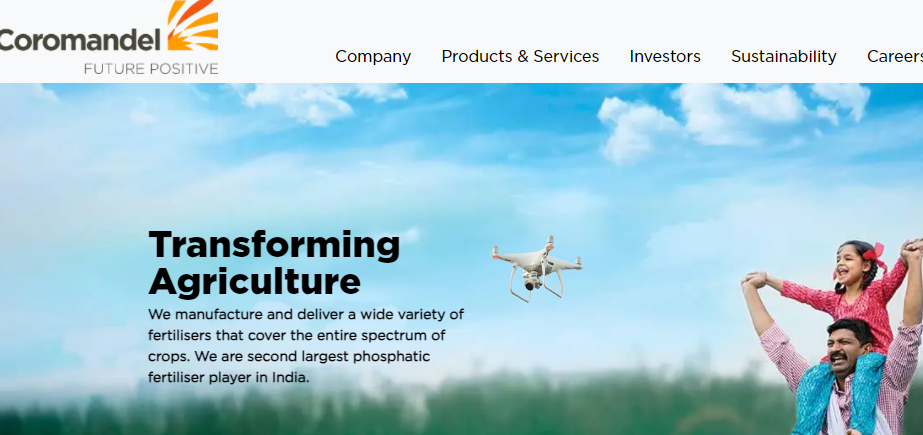 Coromandel
FUTURE POSITIVE
Company Products & Services Investors Sustainability Careers
Transforming
Agriculture
We manufacture and deliver a wide variety of
fertilisers that cover the entire spectrum of
crops. We are second largest phosphatic
fertiliser player in India.